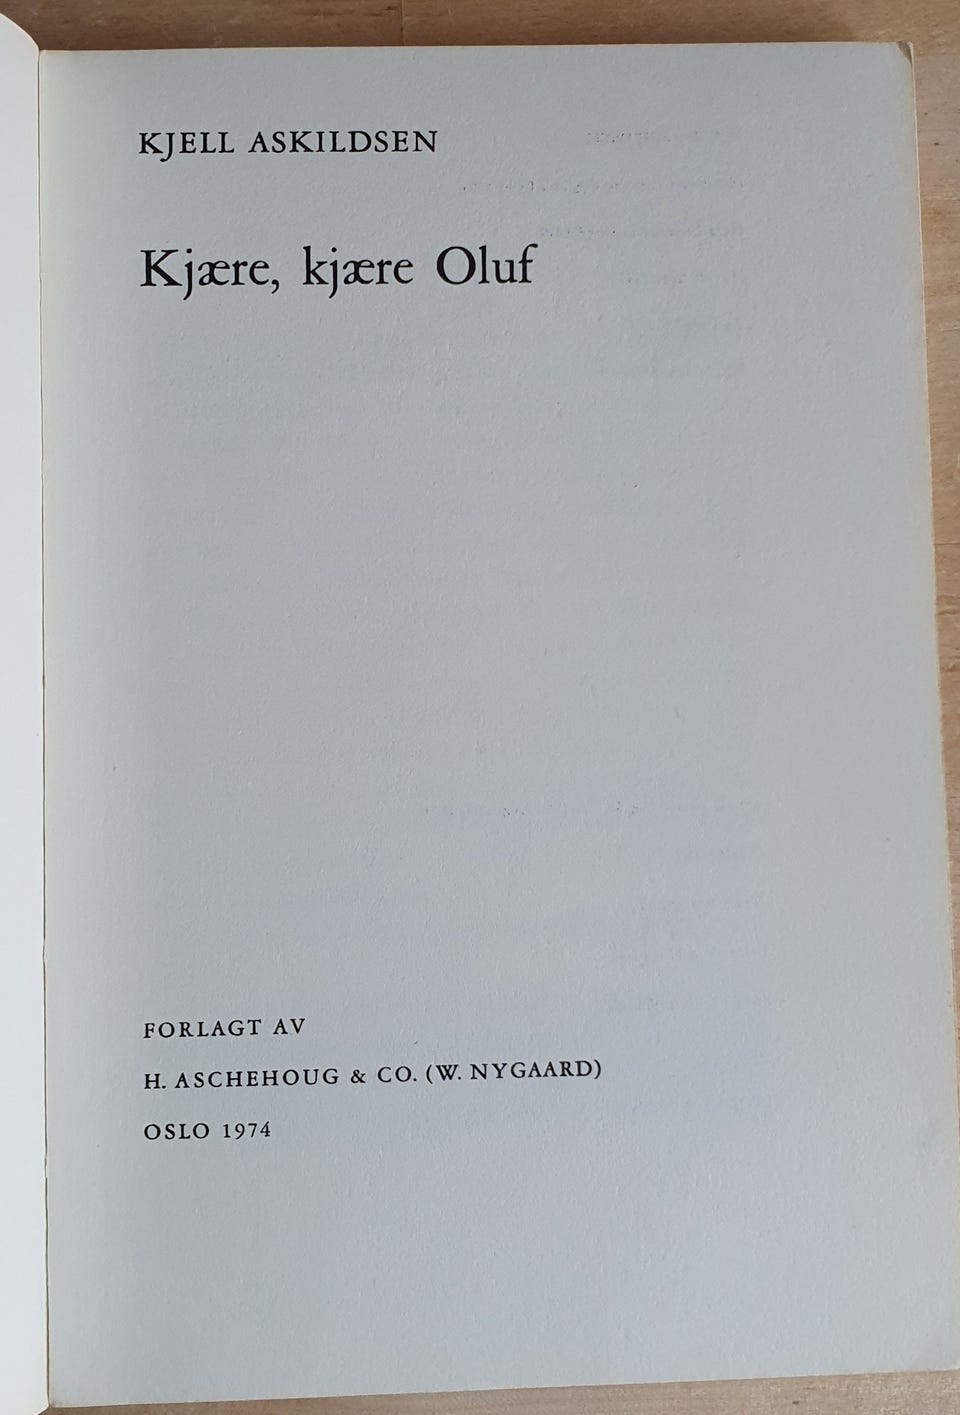 KJELL ASKILDSEN
Kjære, kjære Oluf
FORLAGT AV
H. ASCHEHOUG & CO. (W. NYGAARD)
OSLO 1974